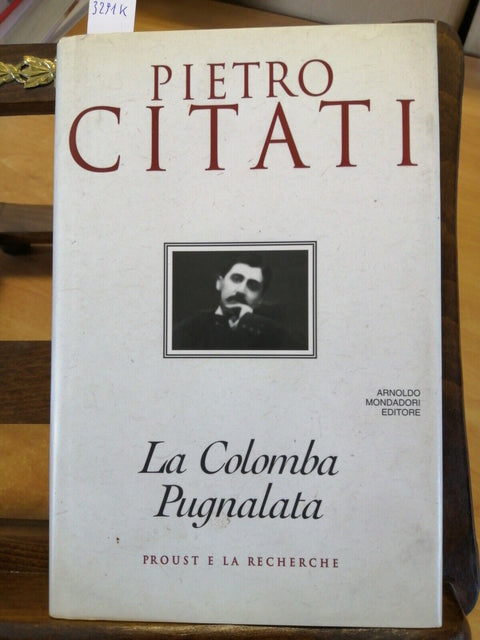 3291K
PIETRO
CITATI
ARNOLDO
MONDADORI
EDITORE
La Colomba
Pugnalata
PROUST E LA RECHERCHE